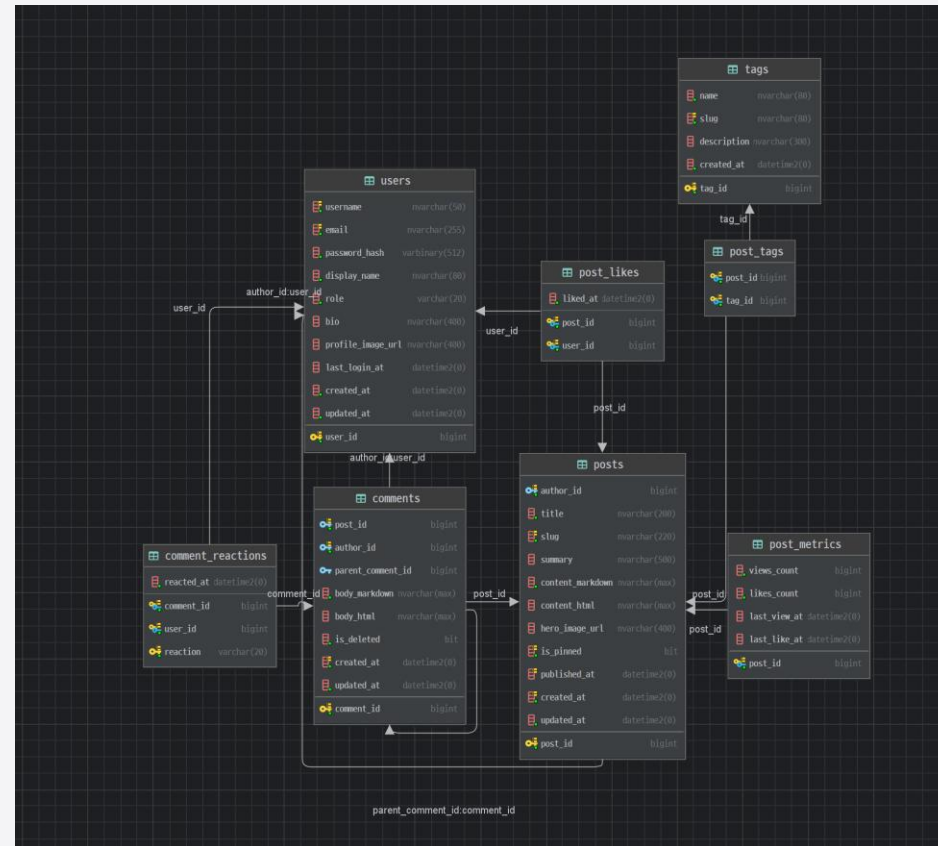 tags
name nvarchar(80)
slug nvarchar(80)
description nvarchar(300)
created_at datetime2(0)
tag_id bigint
tag_id
users
username nvarchar(50)
email nvarchar(255)
password_hash varbinary(512)
display_name nvarchar(80)
role varchar(20)
bio nvarchar(400)
profile_image_url nvarchar(400)
last_login_at datetime2(0)
created_at datetime2(0)
updated_at datetime2(0)
user_id bigint
author_id:user_id
user_id
post_tags
post_id bigint
tag_id bigint
post_likes
liked_at datetime2(0)
post_id bigint
user_id bigint
user_id
post_id
author_id:user_id
posts
author_id bigint
title nvarchar(200)
slug nvarchar(220)
summary nvarchar(500)
content_markdown nvarchar(max)
content_html nvarchar(max)
hero_image_url nvarchar(400)
is_pinned bit
published_at datetime2(0)
created_at datetime2(0)
updated_at datetime2(0)
post_id bigint
comments
post_id bigint
author_id bigint
parent_comment_id bigint
body_markdown nvarchar(max)
body_html nvarchar(max)
is_deleted bit
created_at datetime2(0)
updated_at datetime2(0)
comment_id bigint
comment_reactions
reacted_at datetime2(0)
comment_id bigint
user_id bigint
reaction varchar(20)
comment_id
post_id
post_metrics
views_count bigint
likes_count bigint
last_view_at datetime2(0)
last_like_at datetime2(0)
post_id bigint
post_id
post_id
parent_comment_id:comment_id